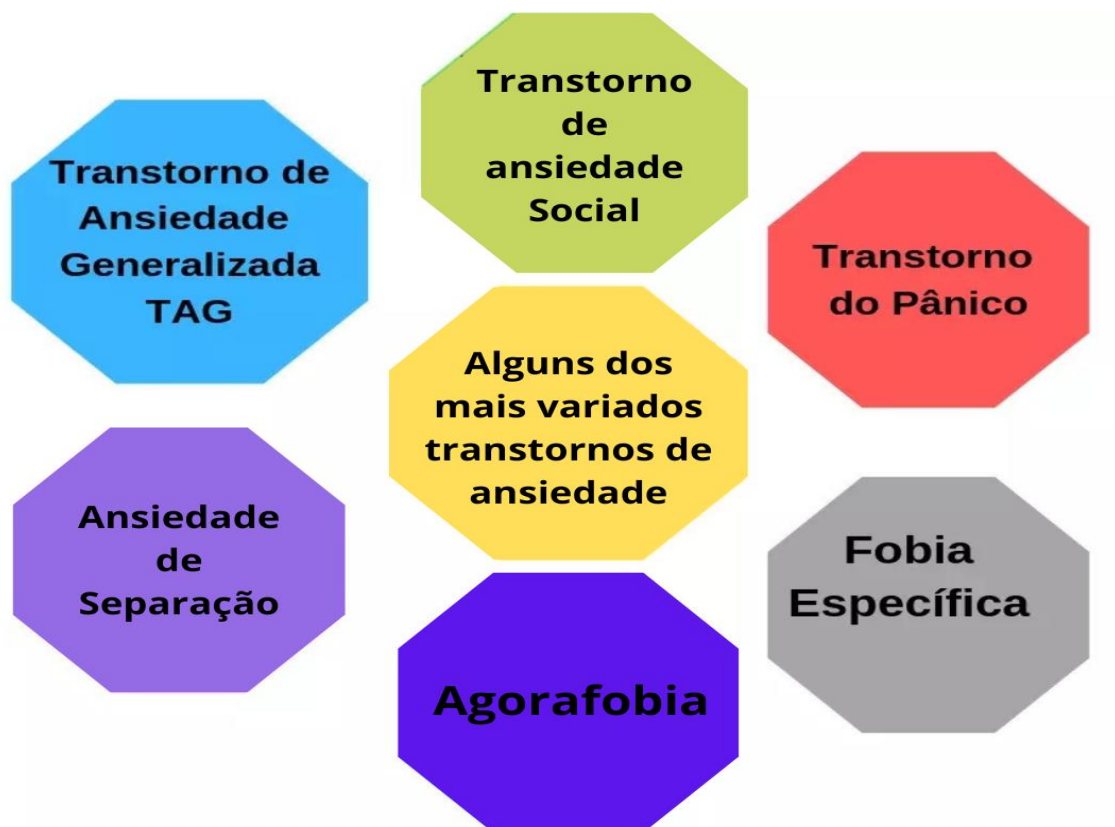 Transtorno
de
ansiedade
Social
Transtorno de
Ansiedade
Generalizada
TAG
Transtorno
do Pânico
Alguns dos
mais variados
transtornos de
ansiedade
Ansiedade
de
Separação
Fobia
Específica
Agorafobia